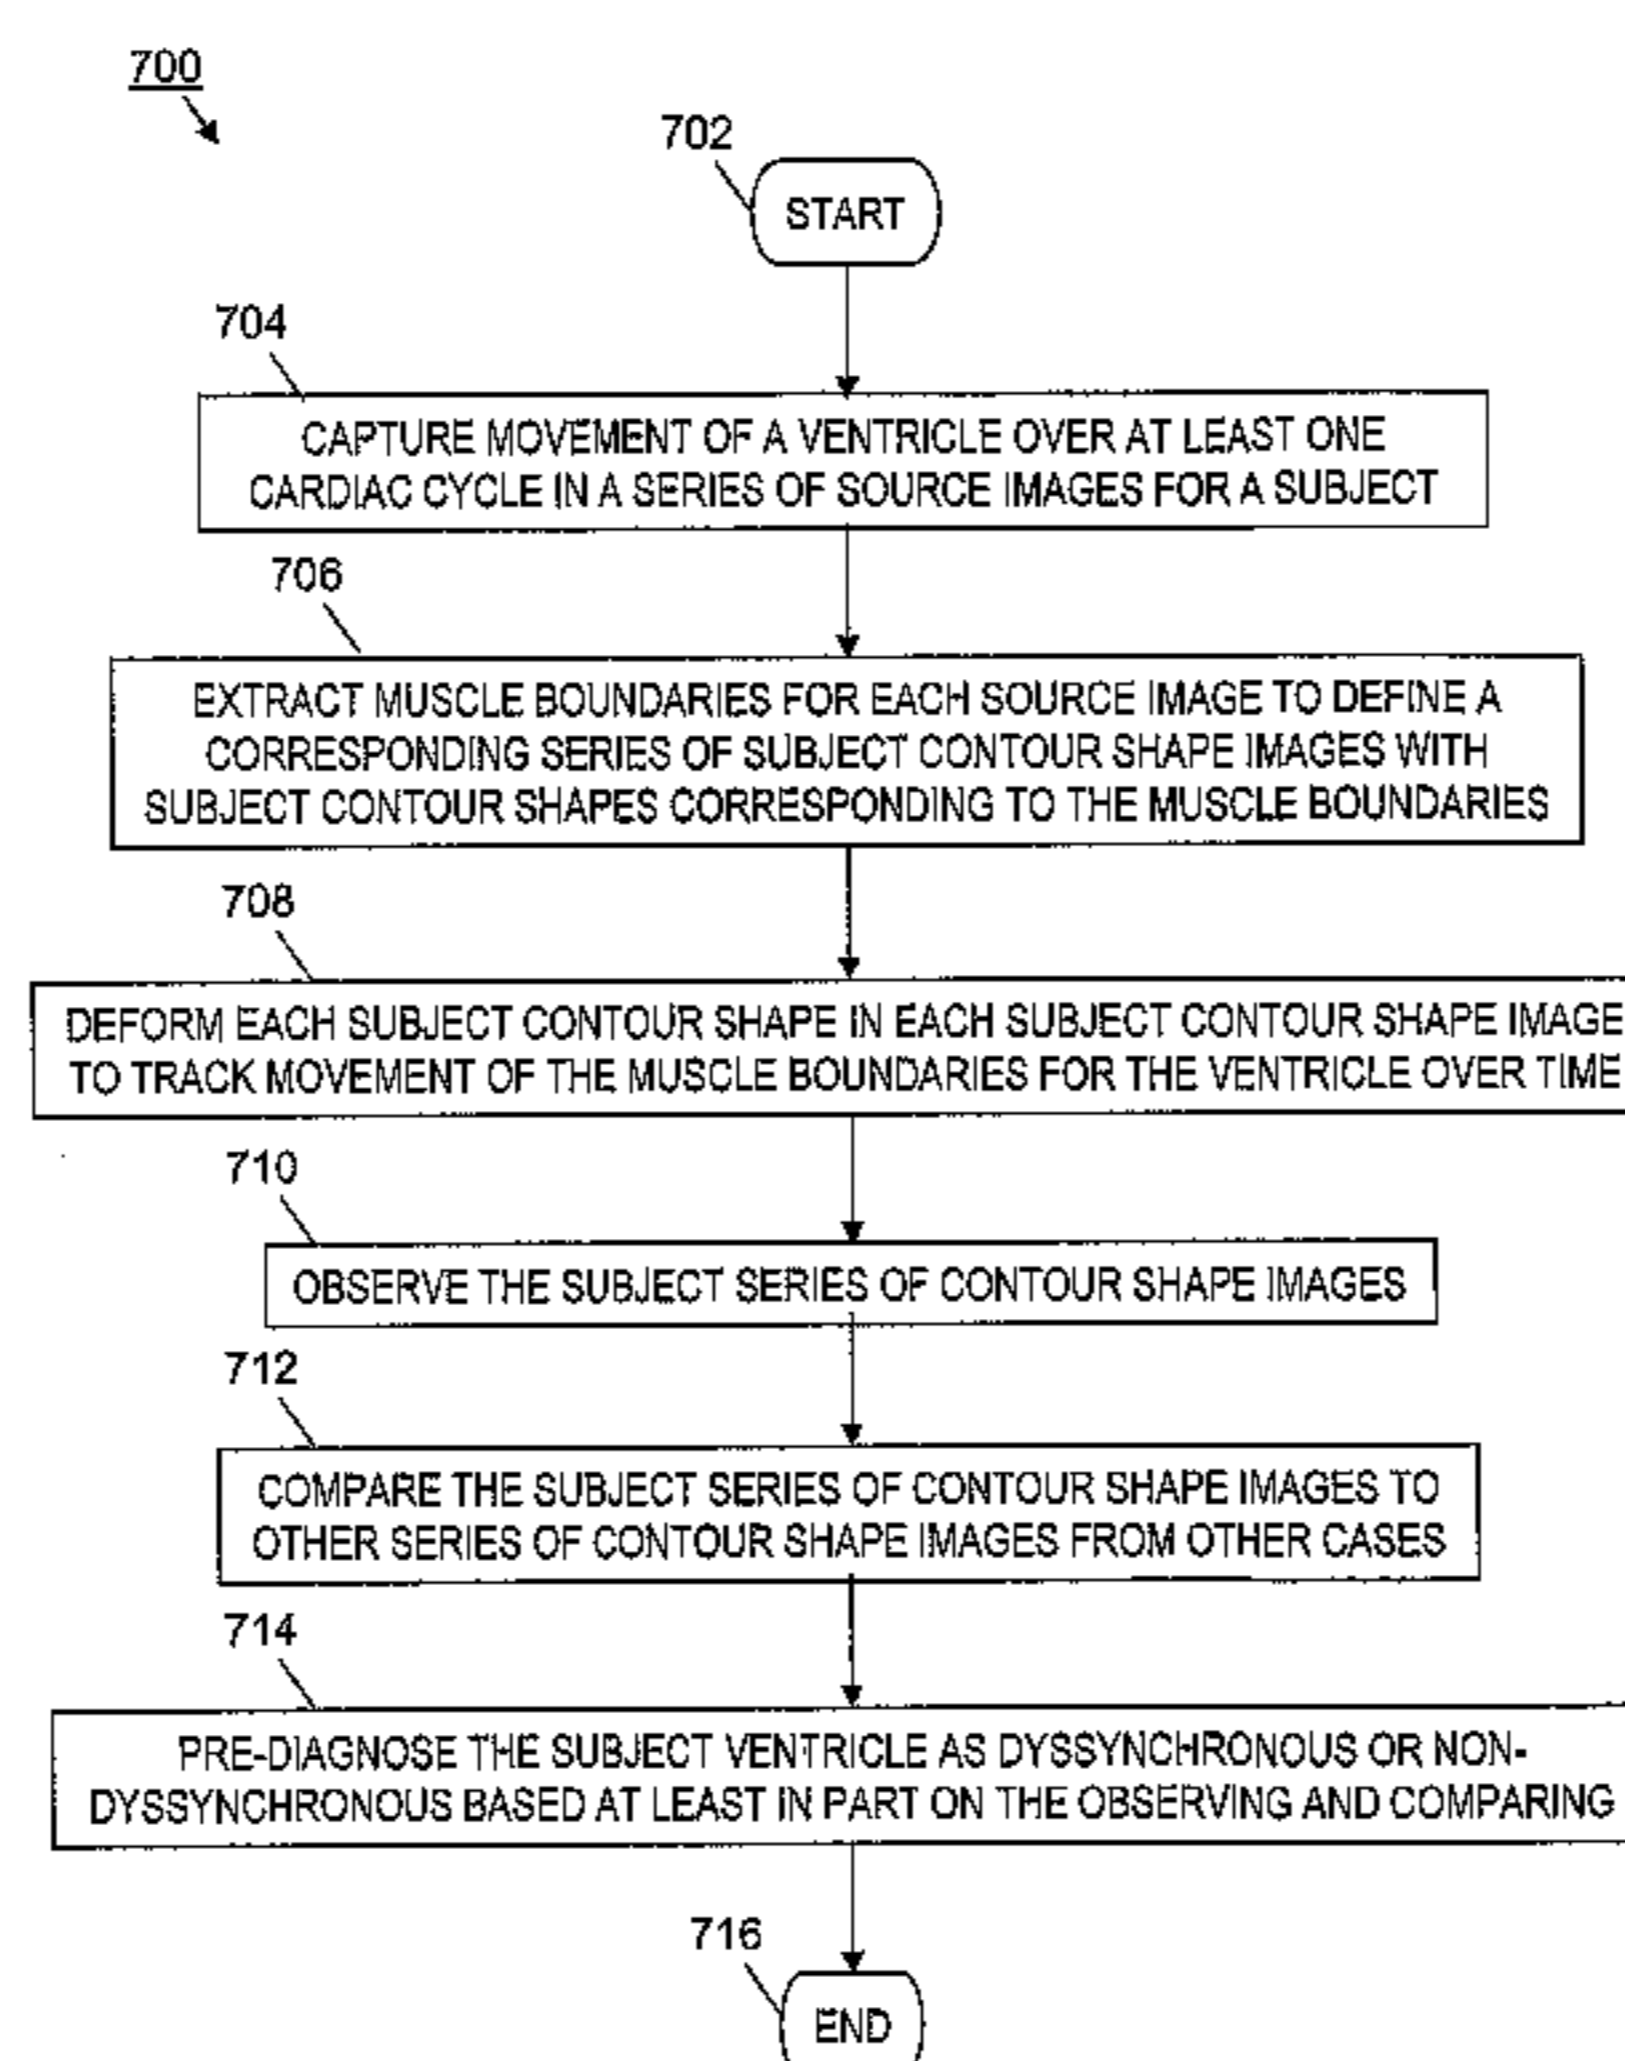 700
702
START
704
CAPTURE MOVEMENT OF A VENTRICLE OVER AT LEAST ONE
CARDIAC CYCLE IN A SERIES OF SOURCE IMAGES FOR A SUBJECT
706
EXTRACT MUSCLE BOUNDARIES FOR EACH SOURCE IMAGE TO DEFINE A
CORRESPONDING SERIES OF SUBJECT CONTOUR SHAPE IMAGES WITH
SUBJECT CONTOUR SHAPES CORRESPONDING TO THE MUSCLE BOUNDARIES
708
DEFORM EACH SUBJECT CONTOUR SHAPE IN EACH SUBJECT CONTOUR SHAPE IMAGE
TO TRACK MOVEMENT OF THE MUSCLE BOUNDARIES FOR THE VENTRICLE OVER TIME
710
OBSERVE THE SUBJECT SERIES OF CONTOUR SHAPE IMAGES
712
COMPARE THE SUBJECT SERIES OF CONTOUR SHAPE IMAGES TO
OTHER SERIES OF CONTOUR SHAPE IMAGES FROM OTHER CASES
714
PRE-DIAGNOSE THE SUBJECT VENTRICLE AS DYSSYNCHRONOUS OR NON-
DYSSYNCHRONOUS BASED AT LEAST IN PART ON THE OBSERVING AND COMPARING
716
END